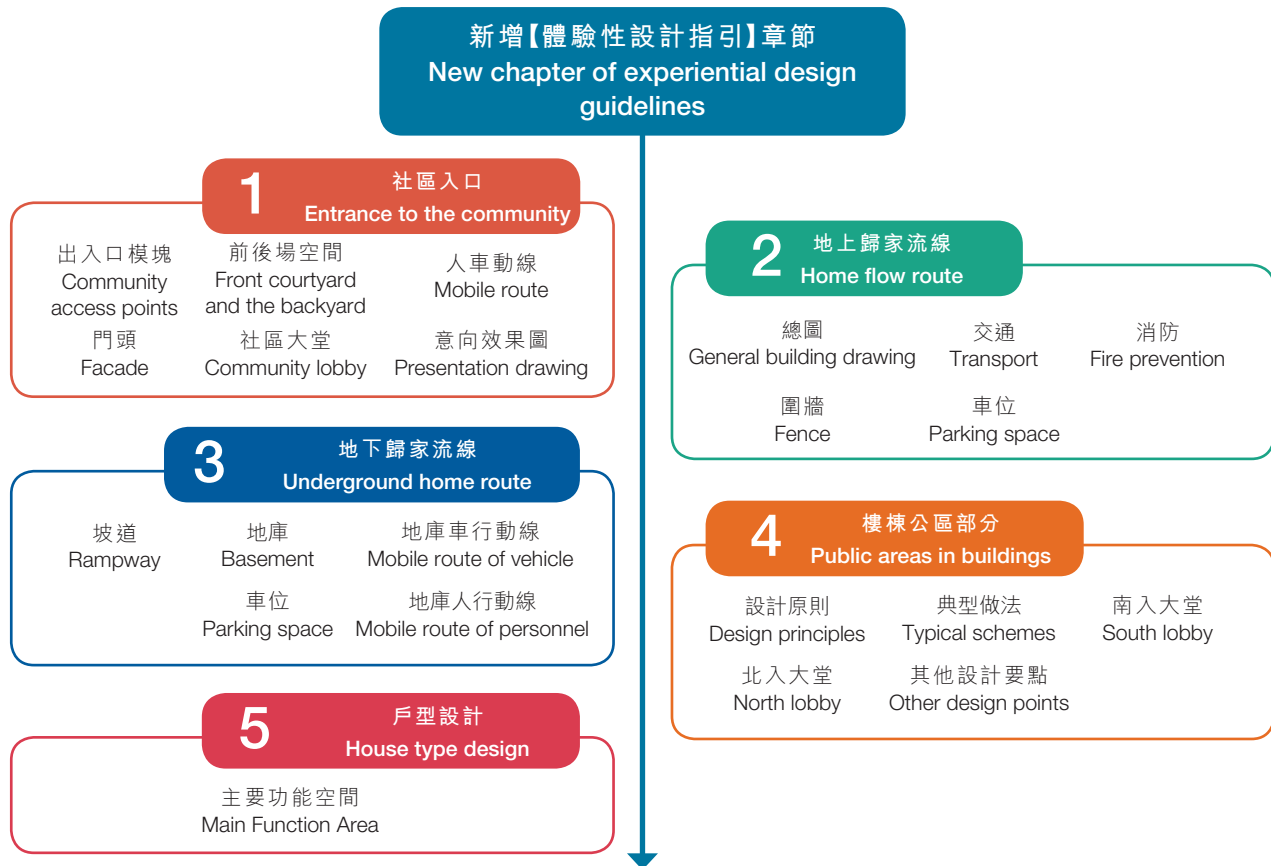 新增【體驗性設計指引】章節
New chapter of experiential design
guidelines
1
社區入口
Entrance to the community
出入口模塊
Community
access points
前後場空間
Front courtyard
and the backyard
人車動線
Mobile route
門頭
Facade
社區大堂
Community lobby
意向效果圖
Presentation drawing
2
地上歸家流線
Home flow route
總圖
General building drawing
交通
Transport
消防
Fire prevention
圍牆
Fence
車位
Parking space
3
地下歸家流線
Underground home route
坡道
Rampway
地庫
Basement
地庫車行動線
Mobile route of vehicle
車位
Parking space
地庫人行動線
Mobile route of personnel
4
樓棟公區部分
Public areas in buildings
設計原則
Design principles
典型做法
Typical schemes
南入大堂
South lobby
北入大堂
North lobby
其他設計要點
Other design points
5
戶型設計
House type design
主要功能空間
Main Function Area